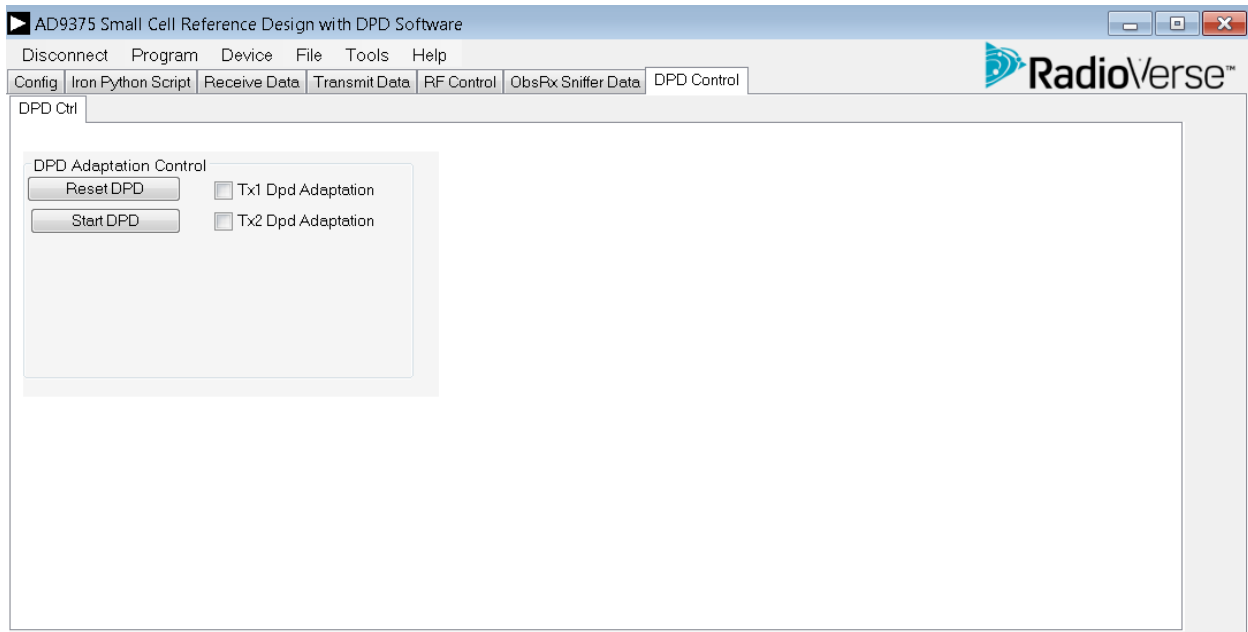 AD9375 Small Cell Reference Design with DPD Software
Disconnect Program Device File Tools Help
RadioVerse™
Config Iron Python Script Receive Data Transmit Data RF Control ObsRx Sniffer Data DPD Control
DPD Ctrl
DPD Adaptation Control
Reset DPD Tx1 Dpd Adaptation
Start DPD Tx2 Dpd Adaptation